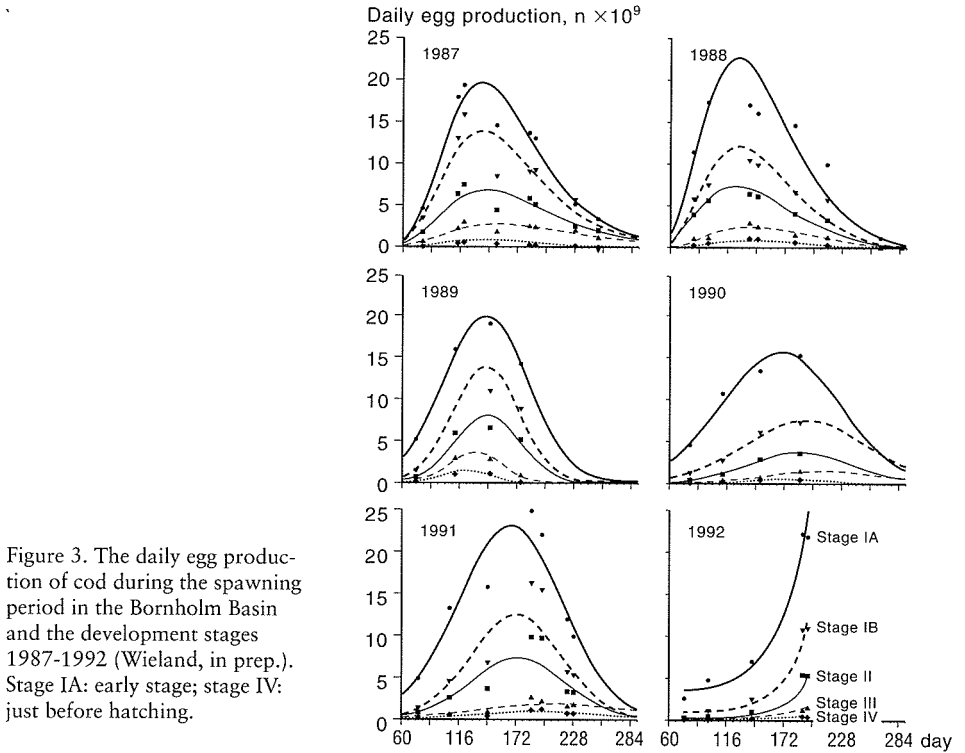 Daily egg production, n ×10⁹
25
20
15
10
5
0
1987
1988
25
20
15
10
5
0
1989
1990
25
20
15
10
5
0
1991
1992
Stage IA
Stage IB
Stage II
Stage III
Stage IV
60 116 172 228 284
60 116 172 228 284 day
Figure 3. The daily egg produc-
tion of cod during the spawning
period in the Bornholm Basin
and the development stages
1987-1992 (Wieland, in prep.).
Stage IA: early stage; stage IV:
just before hatching.